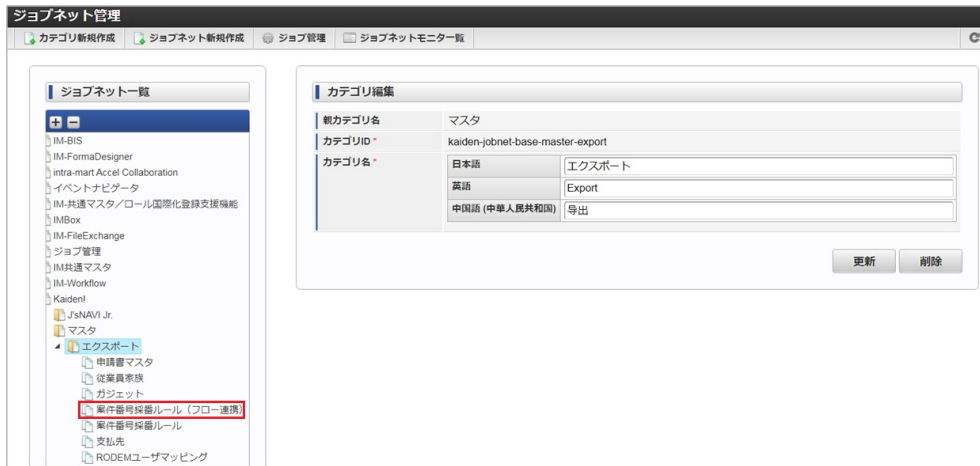 ジョブネット管理
カテゴリ新規作成 ジョブネット新規作成 ジョブ管理 ジョブネットモニター覧
ジョブネット一覧
IM-BIS
IM-FormaDesigner
intra-mart Accel Collaboration
イベントナビゲータ
IM-共通マスタ/ロール国際化登録支援機能
IMBox
IM-FileExchange
ジョブ管理
IM共通マスタ
IM-Workflow
Kaiden!
J'sNAVI Jr.
マスタ
エクスポート
申請書マスタ
従業員家族
ガジェット
案件番号採番ルール(フロー連携)
案件番号採番ルール
支払先
RODEMユーザマッピング
カテゴリ編集
親カテゴリ名 マスタ
カテゴリID * kaiden-jobnet-base-master-export
カテゴリ名 * 日本語 エクスポート
英語 Export
中国語 (中華人民共和国) 导出
更新 削除